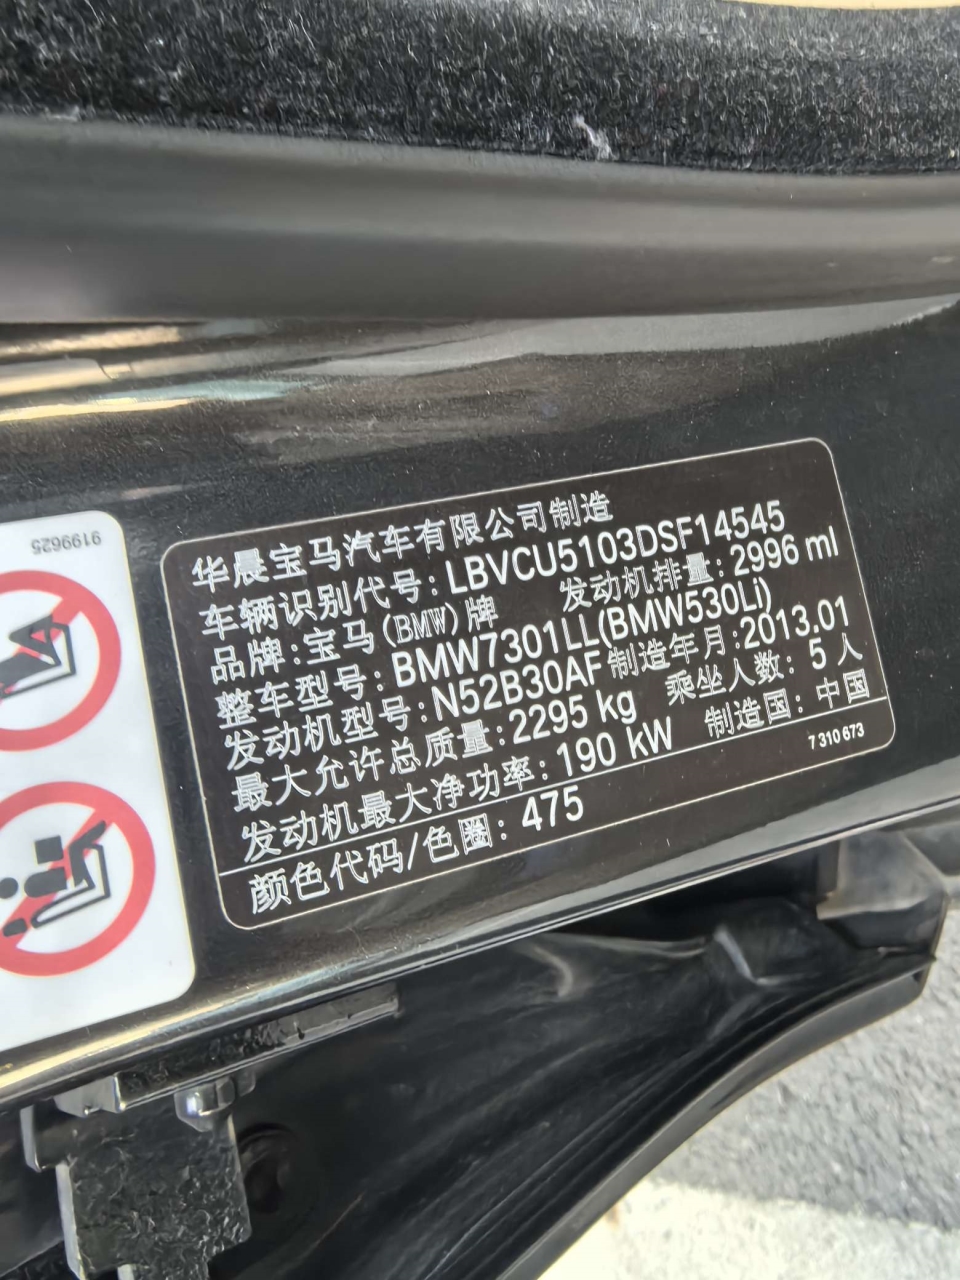 9199625
华晨宝马汽车有限公司制造
车辆识别代号: LBVCU5103DSF14545
品牌: 宝马(BMW)牌 发动机排量: 2996 ml
整车型号: BMW7301LL(BMW530Li)
发动机型号: N52B30AF 制造年月: 2013.01
最大允许总质量: 2295 kg 乘坐人数: 5 人
发动机最大净功率: 190 kW 制造国: 中国
7 310 673
颜色代码/色圈: 475